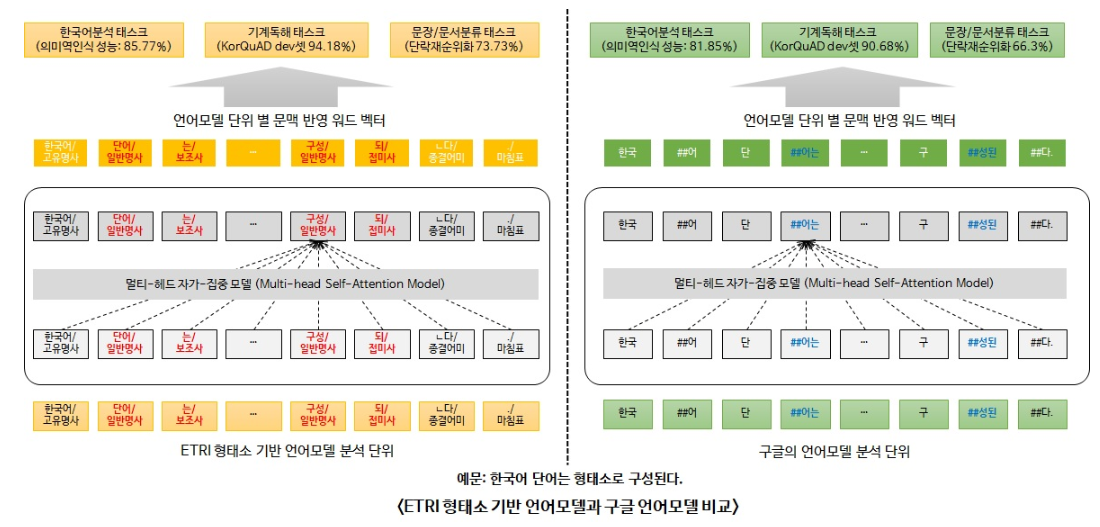 한국어분석 태스크
(의미역인식 성능: 85.77%)
기계독해 태스크
(KorQuAD dev셋 94.18%)
문장/문서분류 태스크
(단락재순위화 73.73%)
언어모델 단위 별 문맥 반영 워드 벡터
한국어/ 단어/ 는/ ... 구성/ 되/ ㄴ다/ ./
고유명사 일반명사 보조사 일반명사 접미사 종결어미 마침표
한국어/ 단어/ 는/ ... 구성/ 되/ ㄴ다/ ./
고유명사 일반명사 보조사 일반명사 접미사 종결어미 마침표
멀티-헤드 자가-집중 모델 (Multi-head Self-Attention Model)
한국어/ 단어/ 는/ ... 구성/ 되/ ㄴ다/ ./
고유명사 일반명사 보조사 일반명사 접미사 종결어미 마침표
한국어/ 단어/ 는/ ... 구성/ 되/ ㄴ다/ ./
고유명사 일반명사 보조사 일반명사 접미사 종결어미 마침표
ETRI 형태소 기반 언어모델 분석 단위
한국어분석 태스크
(의미역인식 성능: 81.85%)
기계독해 태스크
(KorQuAD dev셋 90.68%)
문장/문서분류 태스크
(단락재순위화 66.3%)
언어모델 단위 별 문맥 반영 워드 벡터
한국 ##어 단 ##어는 ... 구 ##성된 ##다.
한국 ##어 단 ##어는 ... 구 ##성된 ##다.
멀티-헤드 자가-집중 모델 (Multi-head Self-Attention Model)
한국 ##어 단 ##어는 ... 구 ##성된 ##다.
한국 ##어 단 ##어는 ... 구 ##성된 ##다.
구글의 언어모델 분석 단위
예문: 한국어 단어는 형태소로 구성된다.
<ETRI 형태소 기반 언어모델과 구글 언어모델 비교>